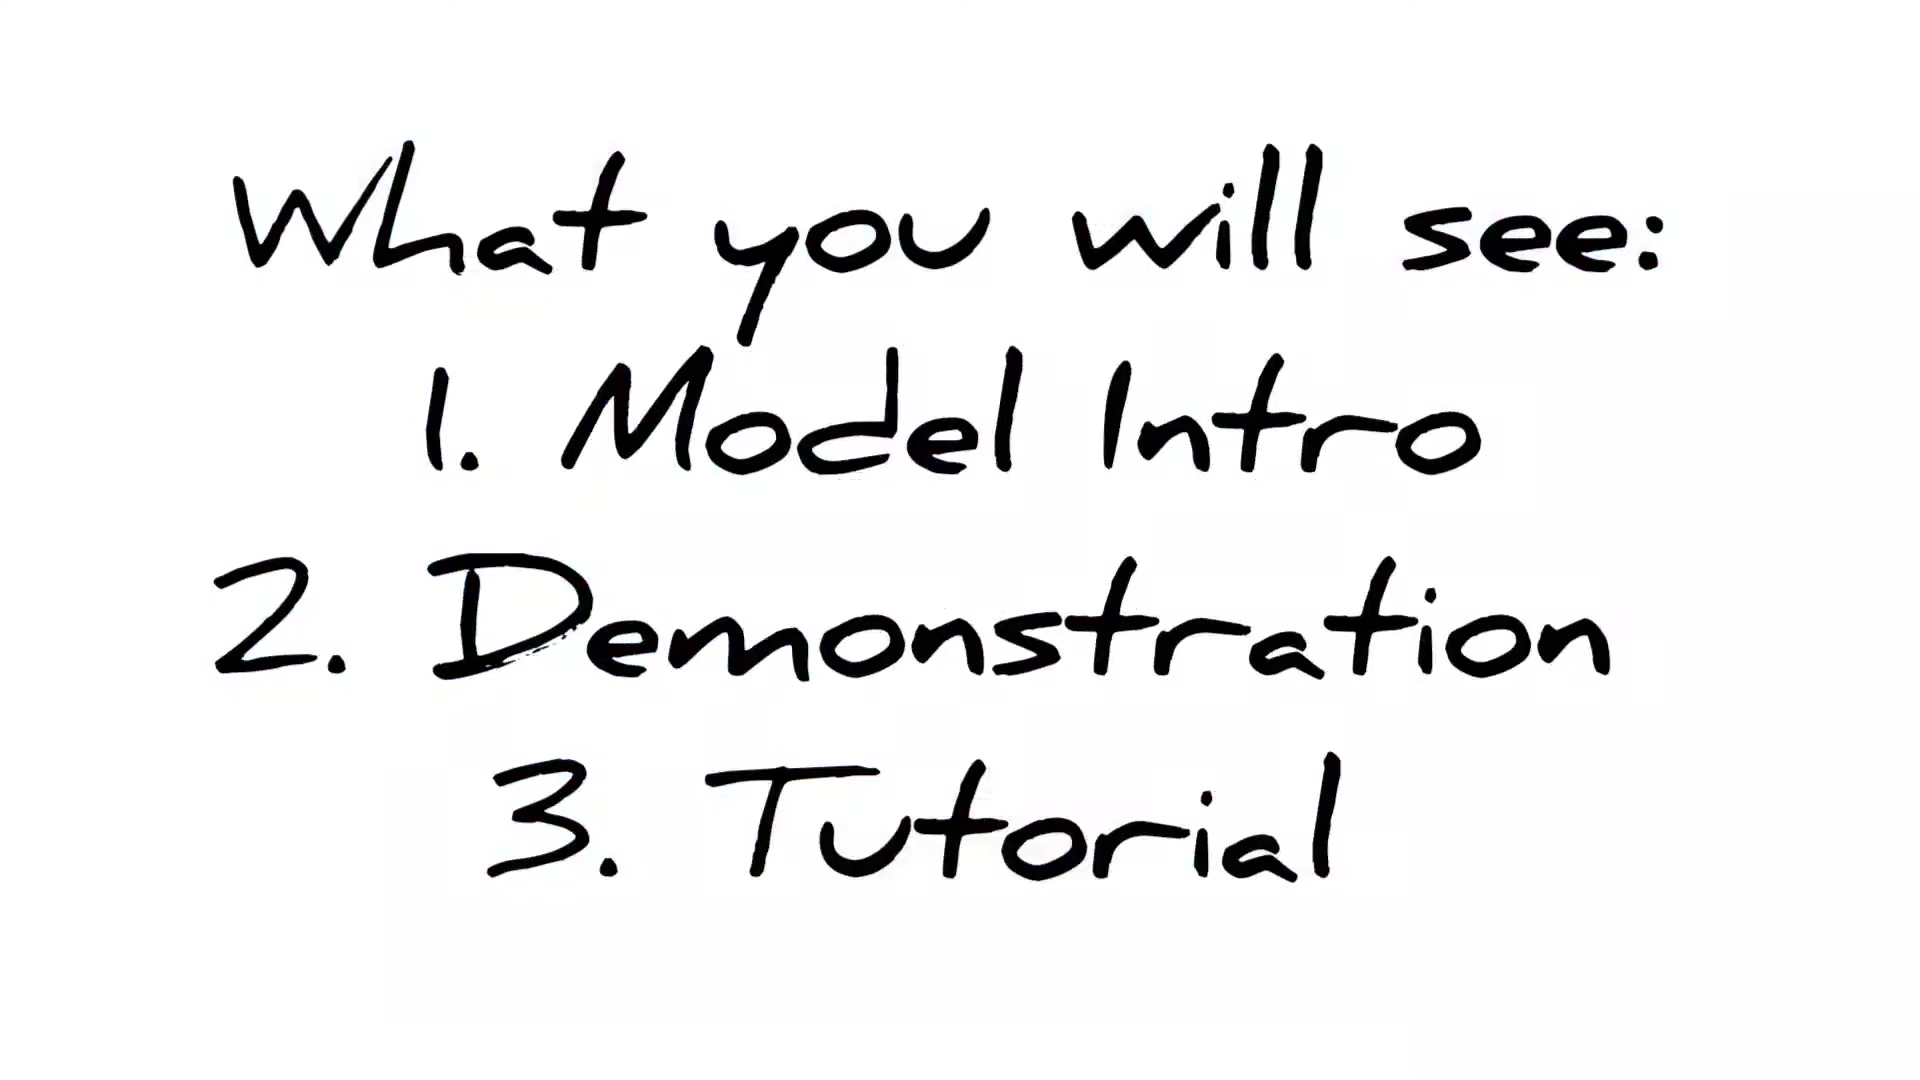 What you will see:
1. Model Intro
2. Demonstration
3. Tutorial